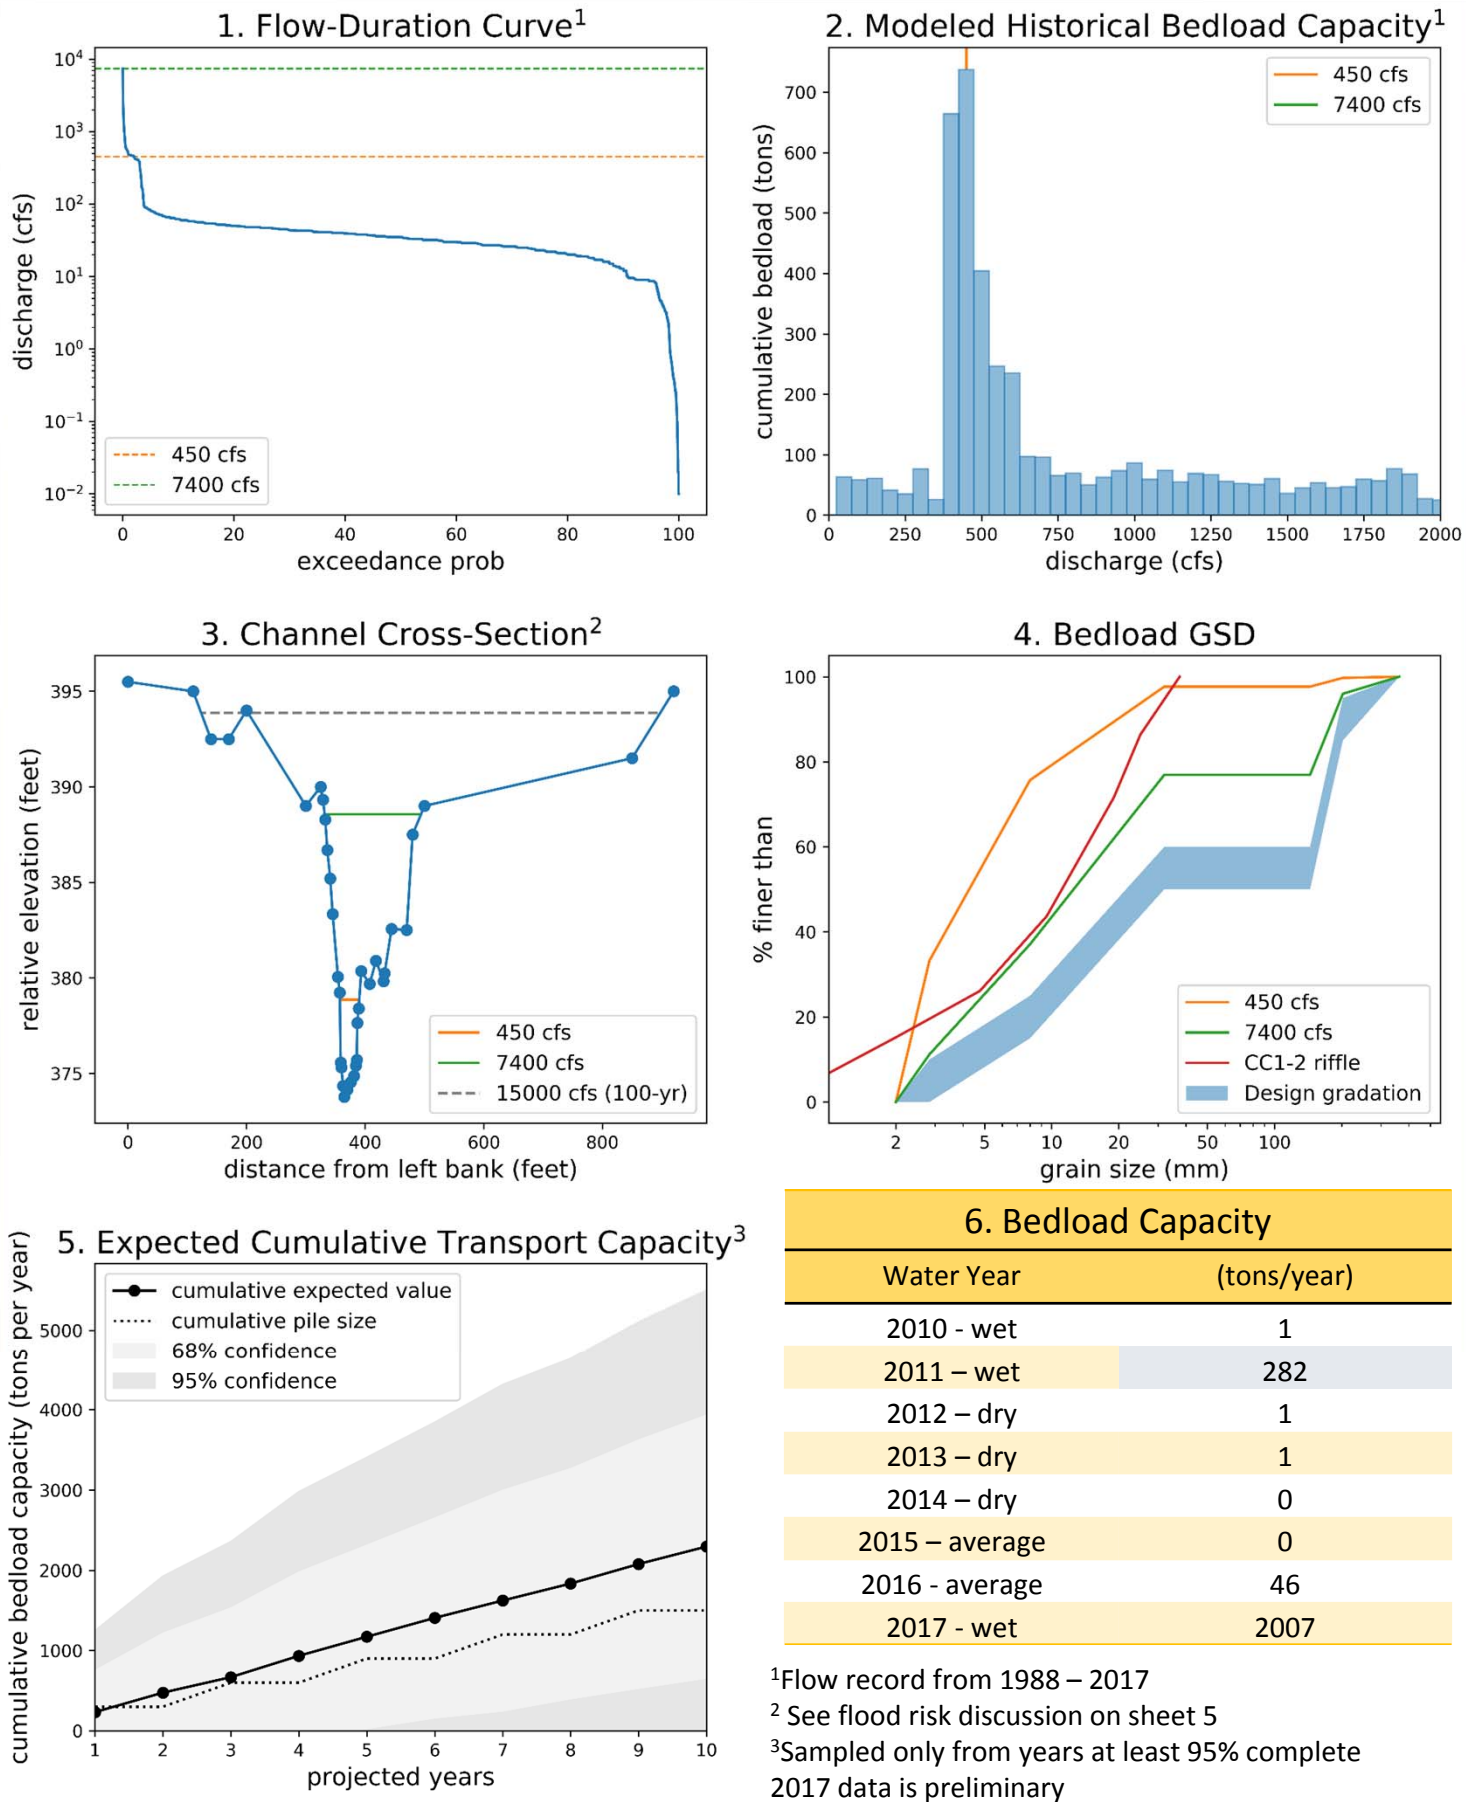 1. Flow-Duration Curve¹
10⁴
10³
10²
10¹
10⁰
10⁻¹
10⁻²
discharge (cfs)
450 cfs
7400 cfs
0 20 40 60 80 100
exceedance prob
2. Modeled Historical Bedload Capacity¹
700
600
500
400
300
200
100
0
cumulative bedload (tons)
450 cfs
7400 cfs
0 250 500 750 1000 1250 1500 1750 2000
discharge (cfs)
3. Channel Cross-Section²
395
390
385
380
375
relative elevation (feet)
450 cfs
7400 cfs
15000 cfs (100-yr)
0 200 400 600 800
distance from left bank (feet)
4. Bedload GSD
100
80
60
40
20
0
% finer than
450 cfs
7400 cfs
CC1-2 riffle
Design gradation
2 5 10 20 50 100
grain size (mm)
5. Expected Cumulative Transport Capacity³
cumulative bedload capacity (tons per year)
5000
4000
3000
2000
1000
0
cumulative expected value
cumulative pile size
68% confidence
95% confidence
1 2 3 4 5 6 7 8 9 10
projected years
6. Bedload Capacity
Water Year (tons/year)
2010 - wet 1
2011 – wet 282
2012 – dry 1
2013 – dry 1
2014 – dry 0
2015 – average 0
2016 - average 46
2017 - wet 2007
¹Flow record from 1988 – 2017
² See flood risk discussion on sheet 5
³Sampled only from years at least 95% complete
2017 data is preliminary